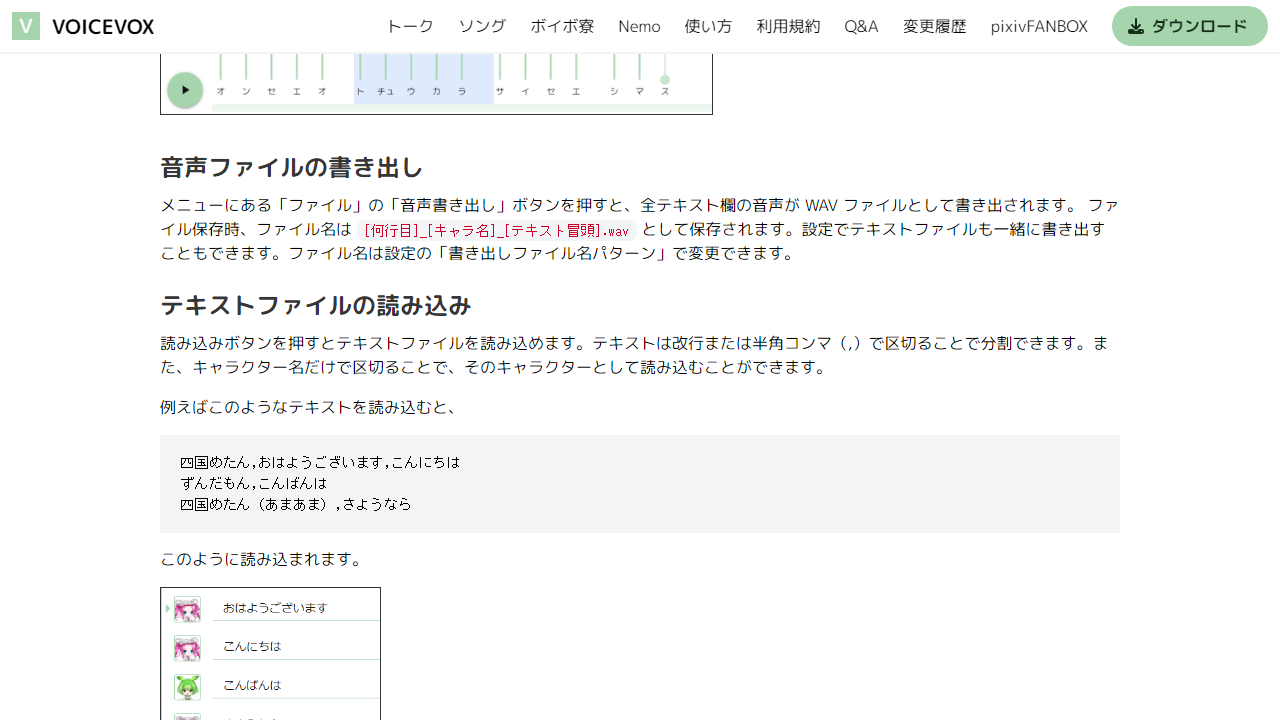 VOICEVOX
トーク ソング ボイボ寮 Nemo 使い方 利用規約 Q&A 変更履歴 pixivFANBOX ダウンロード
オ ン セ エ オ ト チュ ウ カ ラ サ イ セ エ シ マ ス
音声ファイルの書き出し
メニューにある「ファイル」の「音声書き出し」ボタンを押すと、全テキスト欄の音声が WAV ファイルとして書き出されます。 ファ
イル保存時、ファイル名は [何行目]_[キャラ名]_[テキスト冒頭].wav として保存されます。設定でテキストファイルも一緒に書き出す
こともできます。ファイル名は設定の「書き出しファイル名パターン」で変更できます。
テキストファイルの読み込み
読み込みボタンを押すとテキストファイルを読み込めます。テキストは改行または半角コンマ（,）で区切ることで分割できます。ま
た、キャラクター名だけで区切ることで、そのキャラクターとして読み込むことができます。
例えばこのようなテキストを読み込むと、
四国めたん,おはようございます,こんにちは
ずんだもん,こんばんは
四国めたん（あまあま）,さようなら
このように読み込まれます。
おはようございます
こんにちは
こんばんは